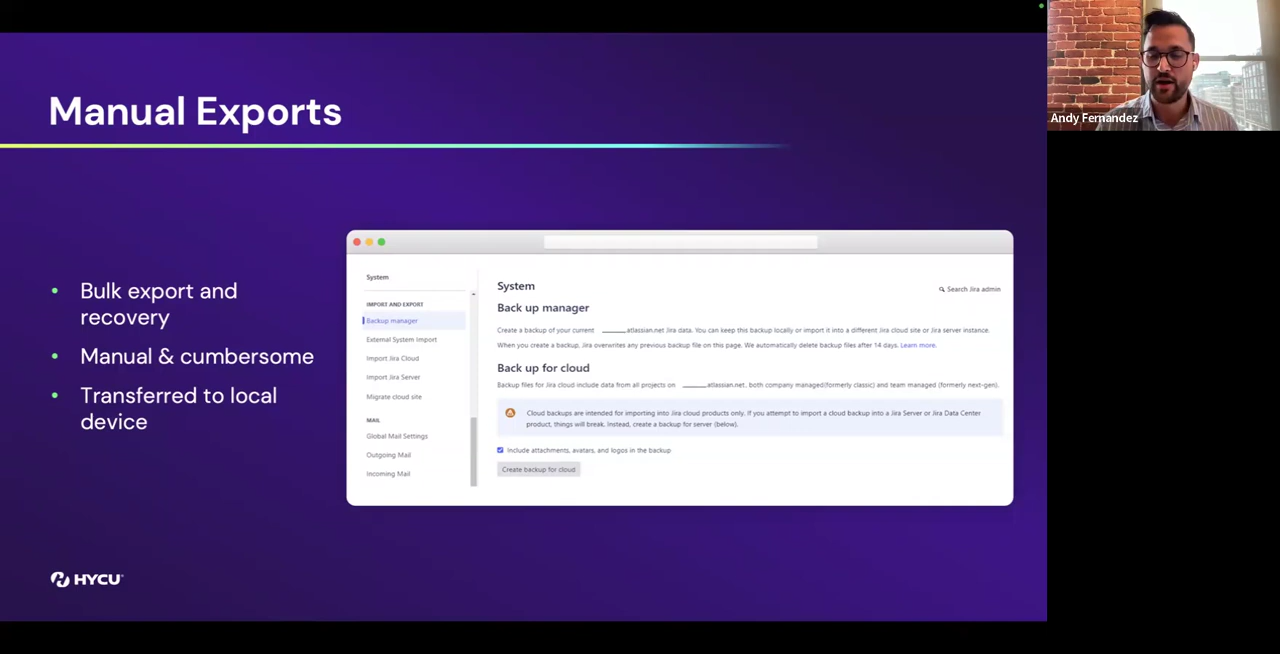 Manual Exports
Andy Fernandez
• Bulk export and
recovery
• Manual & cumbersome
• Transferred to local
device
System
IMPORT AND EXPORT
Backup manager
External System Import
Import Jira Cloud
Import Jira Server
Migrate cloud site
MAIL
Global Mail Settings
Outgoing Mail
Incoming Mail
System
Search Jira admin
Back up manager
Create a backup of your current ______atlassian.net Jira data. You can keep this backup locally or import it into a different Jira cloud site or Jira server instance.
When you create a backup, Jira overwrites any previous backup file on this page. We automatically delete backup files after 14 days. Learn more.
Back up for cloud
Backup files for Jira cloud include data from all projects on ______atlassian.net, both company managed(formerly classic) and team managed (formerly next-gen).
Cloud backups are intended for importing into Jira cloud products only. If you attempt to import a cloud backup into a Jira Server or Jira Data Center
product, things will break. Instead, create a backup for server (below).
Include attachments, avatars, and logos in the backup
Create backup for cloud
HYCU